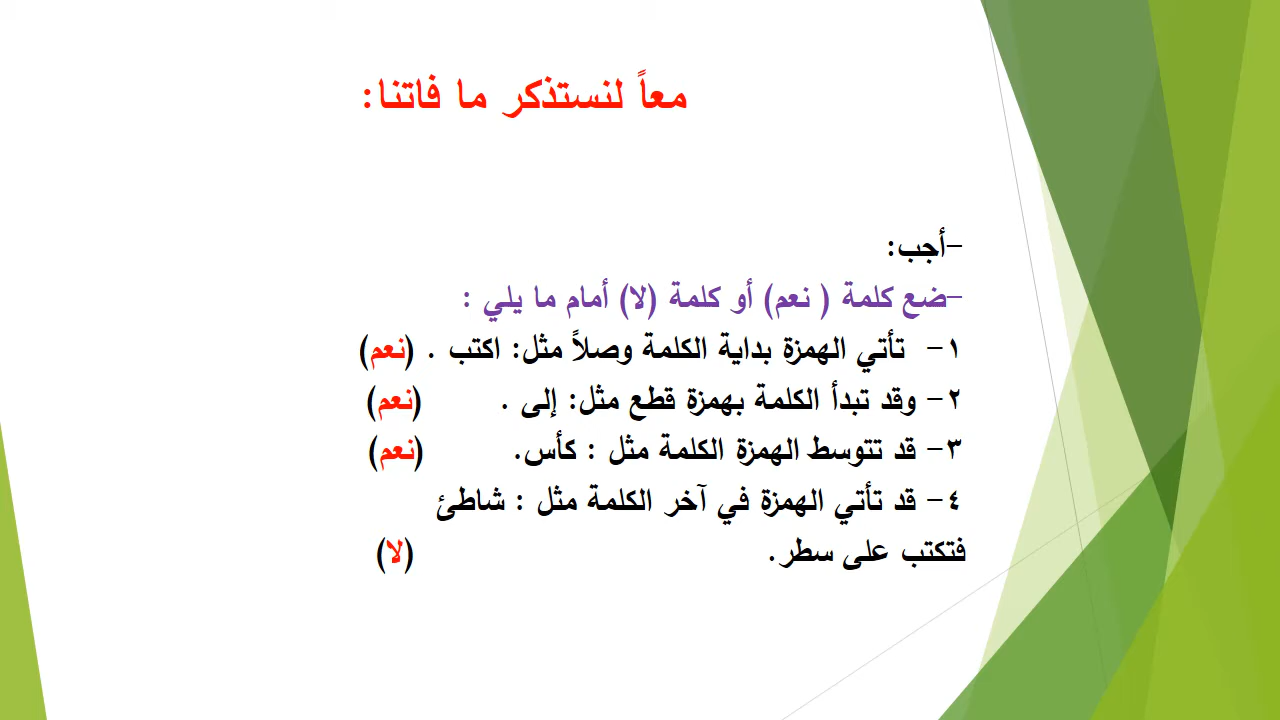 معاً لنستذكر ما فاتنا:
-أجب:
-ضع كلمة ( نعم) أو كلمة (لا) أمام ما يلي :
١- تأتي الهمزة بداية الكلمة وصلاً مثل: اكتب . (نعم)
٢- وقد تبدأ الكلمة بهمزة قطع مثل: إلى . (نعم)
٣- قد تتوسط الهمزة الكلمة مثل : كأس. (نعم)
٤- قد تأتي الهمزة في آخر الكلمة مثل : شاطئ
فتكتب على سطر. (لا)